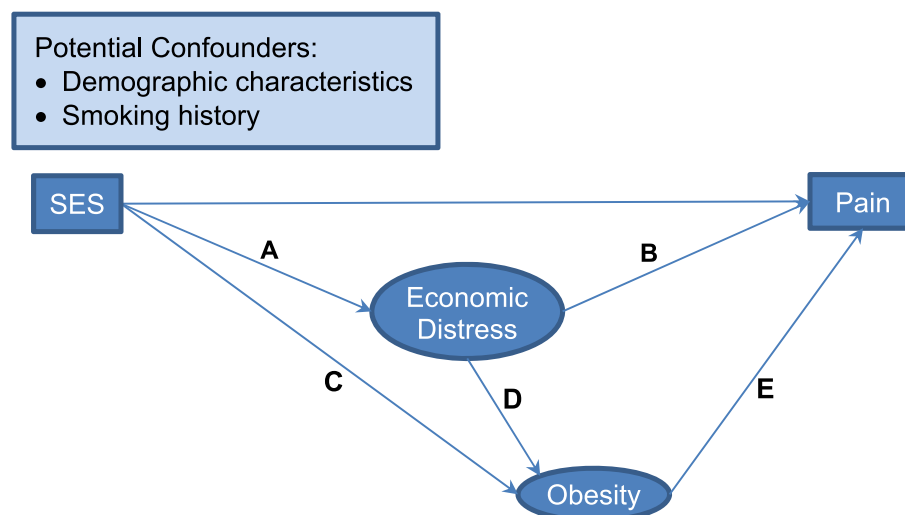 Potential Confounders:
• Demographic characteristics
• Smoking history
SES
Pain
A
B
Economic
Distress
C
D
E
Obesity